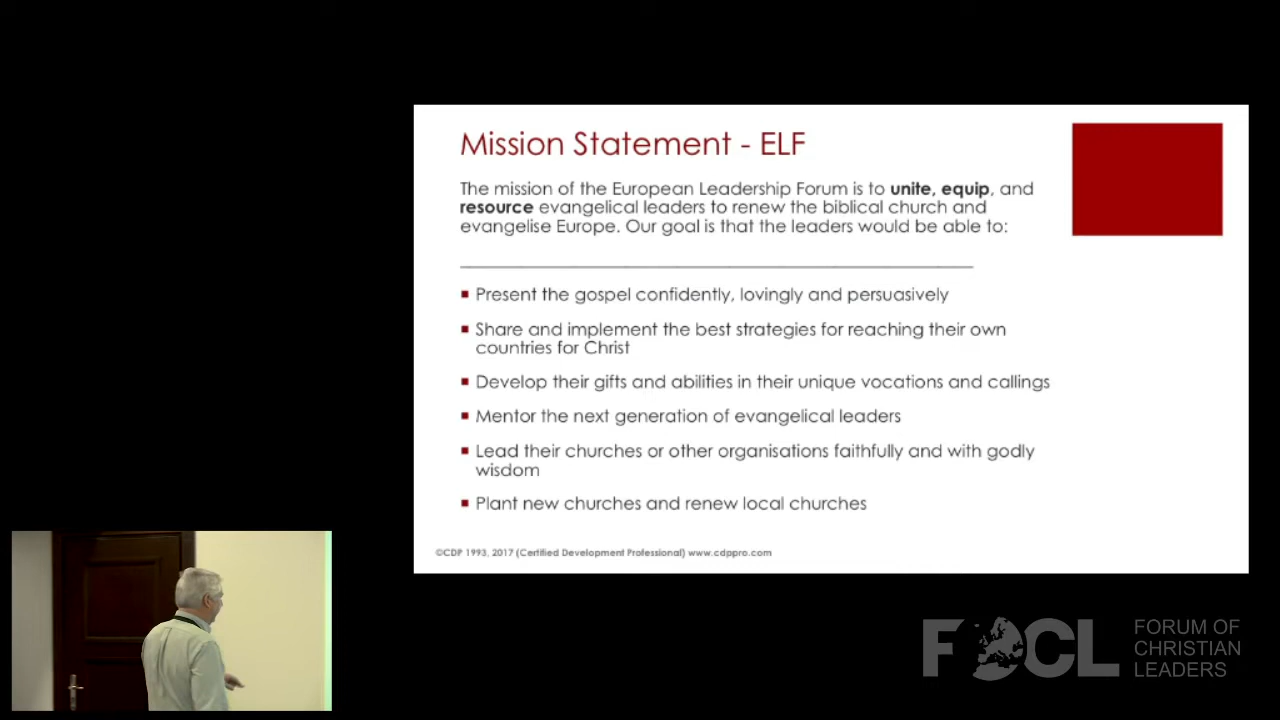 Mission Statement - ELF
The mission of the European Leadership Forum is to unite, equip, and
resource evangelical leaders to renew the biblical church and
evangelise Europe. Our goal is that the leaders would be able to:
Present the gospel confidently, lovingly and persuasively
Share and implement the best strategies for reaching their own
countries for Christ
Develop their gifts and abilities in their unique vocations and callings
Mentor the next generation of evangelical leaders
Lead their churches or other organisations faithfully and with godly
wisdom
Plant new churches and renew local churches
©CDP 1993, 2017 (Certified Development Professional) www.cdppro.com
FOCL
FORUM OF
CHRISTIAN
LEADERS